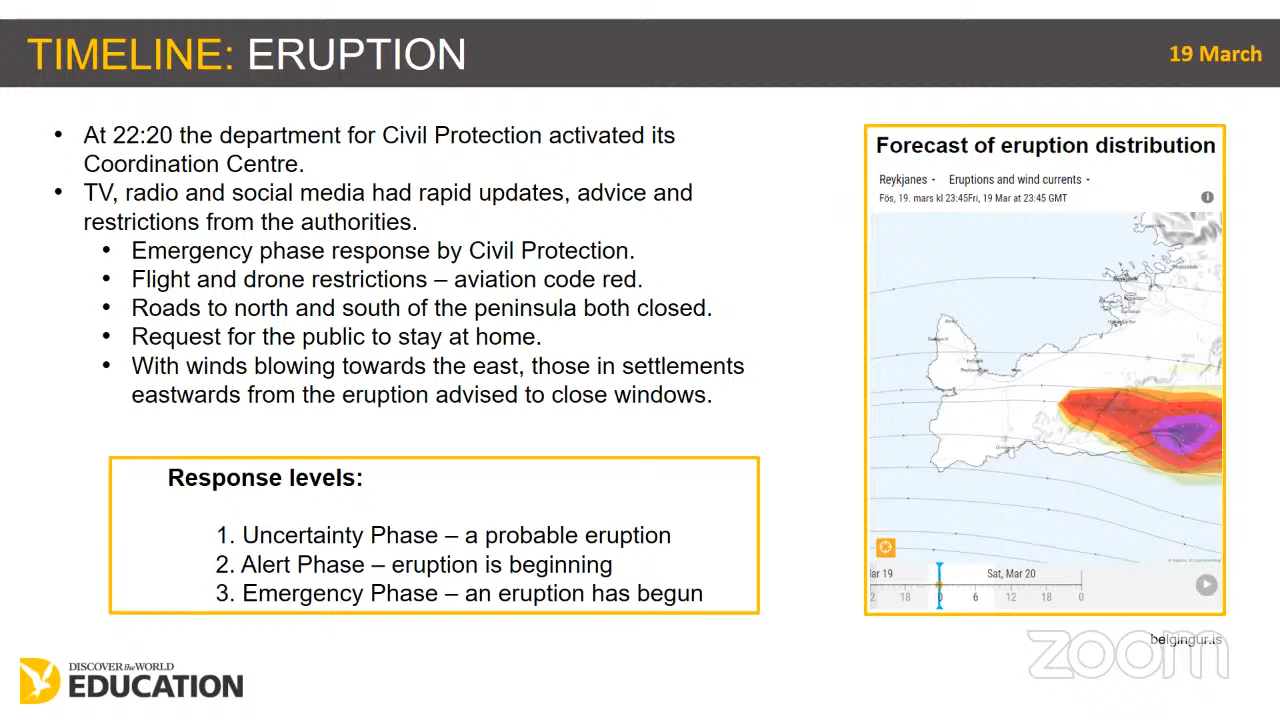 TIMELINE: ERUPTION
19 March
• At 22:20 the department for Civil Protection activated its
Coordination Centre.
• TV, radio and social media had rapid updates, advice and
restrictions from the authorities.
• Emergency phase response by Civil Protection.
• Flight and drone restrictions – aviation code red.
• Roads to north and south of the peninsula both closed.
• Request for the public to stay at home.
• With winds blowing towards the east, those in settlements
eastwards from the eruption advised to close windows.
Response levels:
1. Uncertainty Phase – a probable eruption
2. Alert Phase – eruption is beginning
3. Emergency Phase – an eruption has begun
Forecast of eruption distribution
Reykjanes
Eruptions and wind currents
Fös, 19. mars kl 23:45Fri, 19 Mar at 23:45 GMT
Mar 19
Sat, Mar 20
18 0 6 12 18 0
belgingur.is
zoom
DISCOVER the WORLD
EDUCATION